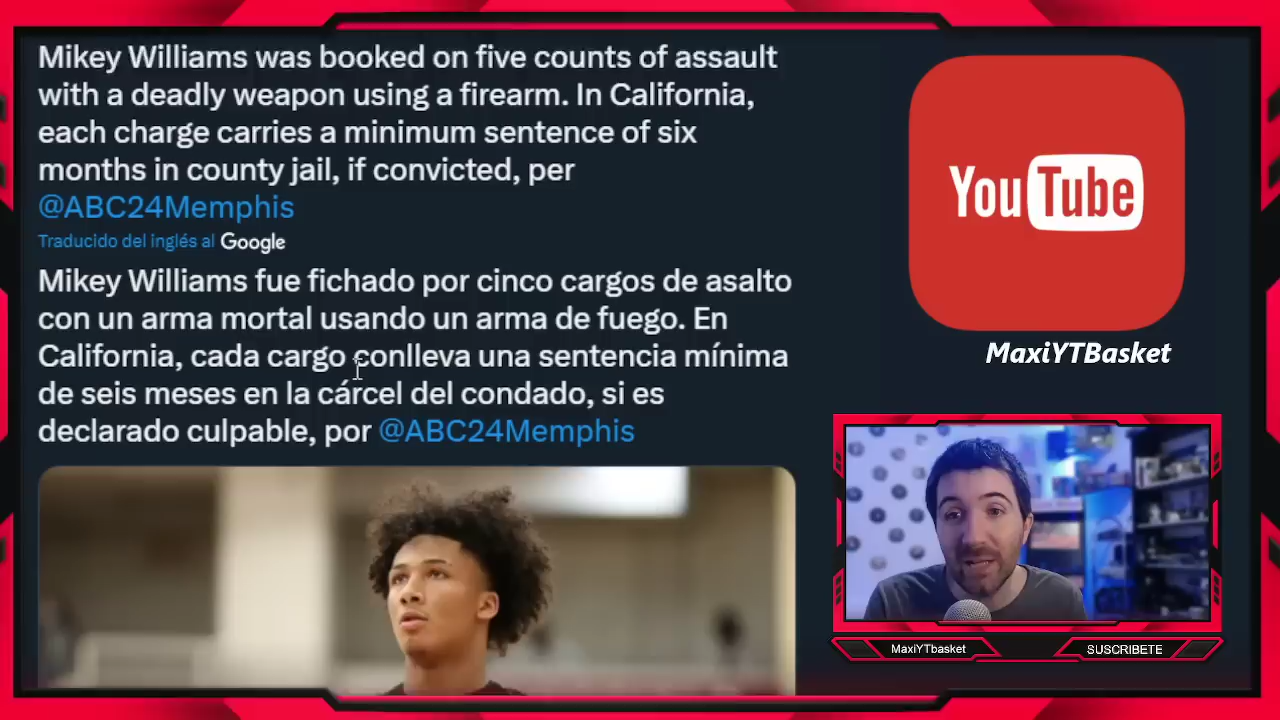 Mikey Williams was booked on five counts of assault
with a deadly weapon using a firearm. In California,
each charge carries a minimum sentence of six
months in county jail, if convicted, per
@ABC24Memphis
Traducido del inglés al Google
Mikey Williams fue fichado por cinco cargos de asalto
con un arma mortal usando un arma de fuego. En
California, cada cargo conlleva una sentencia mínima
de seis meses en la cárcel del condado, si es
declarado culpable, por @ABC24Memphis
YouTube
MaxiYTBasket
MaxiYTbasket
SUSCRIBETE